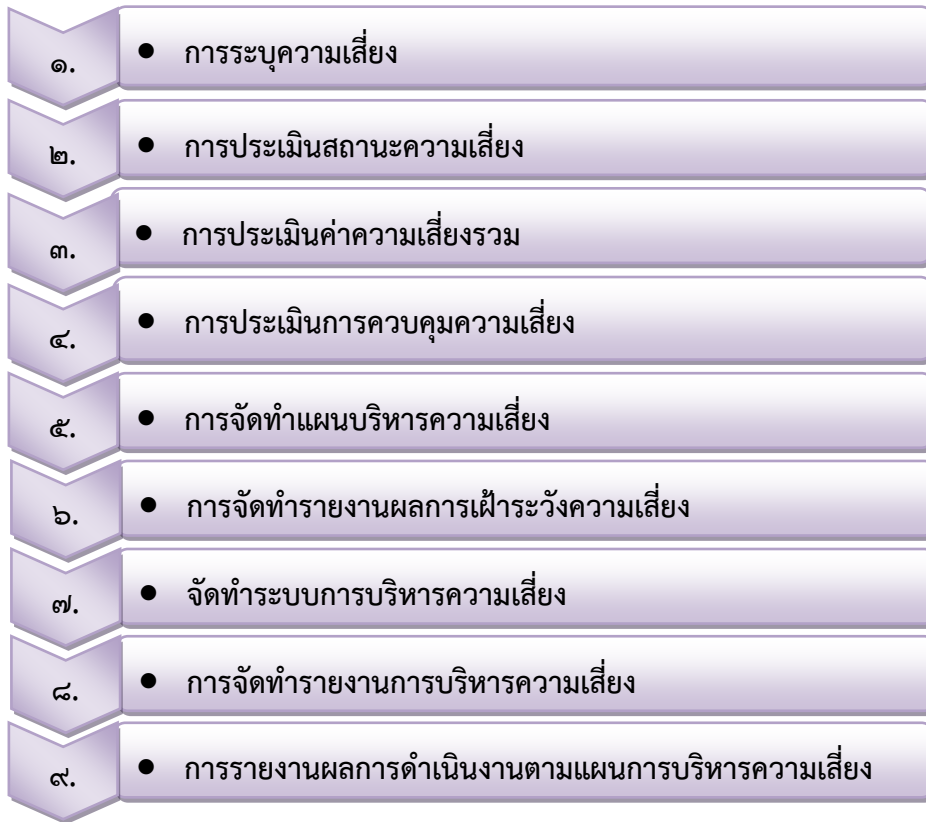 ๑. • การระบุความเสี่ยง
๒. • การประเมินสถานะความเสี่ยง
๓. • การประเมินค่าความเสี่ยงรวม
๔. • การประเมินการควบคุมความเสี่ยง
๕. • การจัดทำแผนบริหารความเสี่ยง
๖. • การจัดทำรายงานผลการเฝ้าระวังความเสี่ยง
๗. • จัดทำระบบการบริหารความเสี่ยง
๘. • การจัดทำรายงานการบริหารความเสี่ยง
๙. • การรายงานผลการดำเนินงานตามแผนการบริหารความเสี่ยง